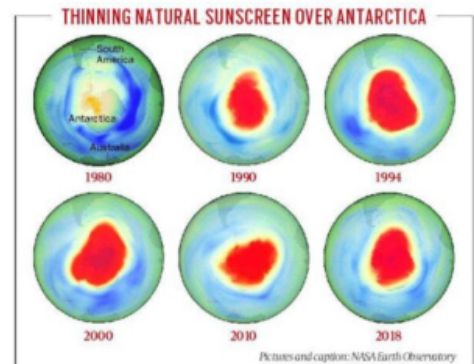 THINNING NATURAL SUNSCREEN OVER ANTARCTICA
South
America
Antarctica
Australia
1980
1990
1994
2000
2010
2018
Pictures and caption: NASA Earth Observatory